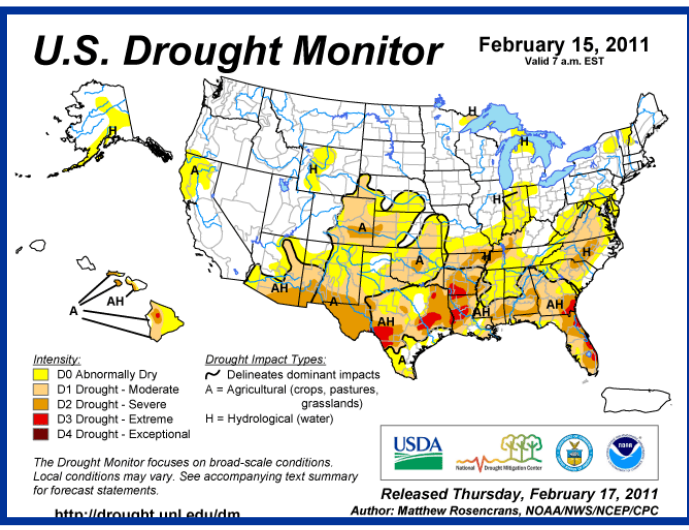 U.S. Drought Monitor
February 15, 2011
Valid 7 a.m. EST
H
H
A
H
H
H
A
A
H
H
AH
A
AH
AH
AH
A
AH
A
Intensity:
D0 Abnormally Dry
D1 Drought - Moderate
D2 Drought - Severe
D3 Drought - Extreme
D4 Drought - Exceptional
Drought Impact Types:
Delineates dominant impacts
A = Agricultural (crops, pastures,
grasslands)
H = Hydrological (water)
The Drought Monitor focuses on broad-scale conditions.
Local conditions may vary. See accompanying text summary
for forecast statements.
http://drought.unl.edu/dm
USDA
National Drought Mitigation Center
NOAA
Released Thursday, February 17, 2011
Author: Matthew Rosencrans, NOAA/NWS/NCEP/CPC